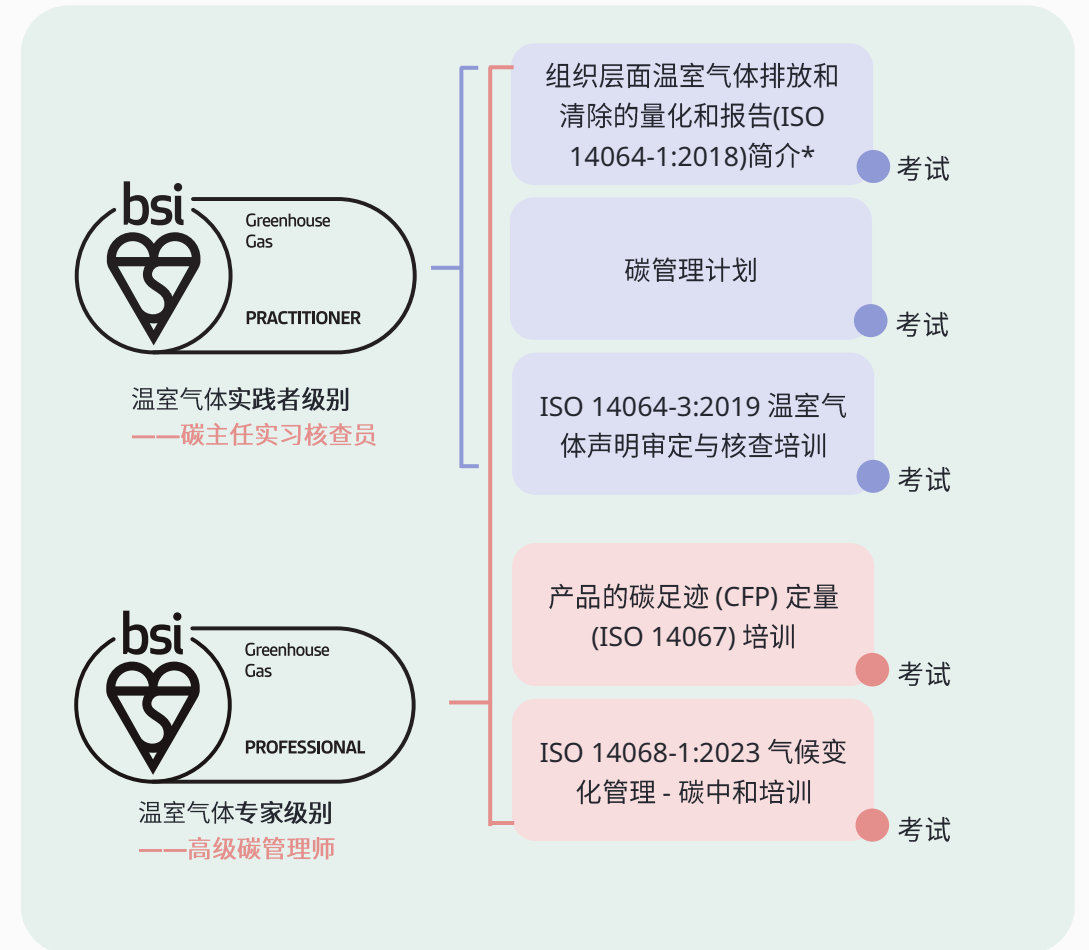 bsi
Greenhouse
Gas
PRACTITIONER
温室气体实践者级别
——碳主任实习核查员
组织层面温室气体排放和
清除的量化和报告(ISO
14064-1:2018)简介*
考试
碳管理计划
考试
ISO 14064-3:2019 温室气
体声明审定与核查培训
考试
bsi
Greenhouse
Gas
PROFESSIONAL
温室气体专家级别
——高级碳管理师
产品的碳足迹 (CFP) 定量
(ISO 14067) 培训
考试
ISO 14068-1:2023 气候变
化管理 - 碳中和培训
考试